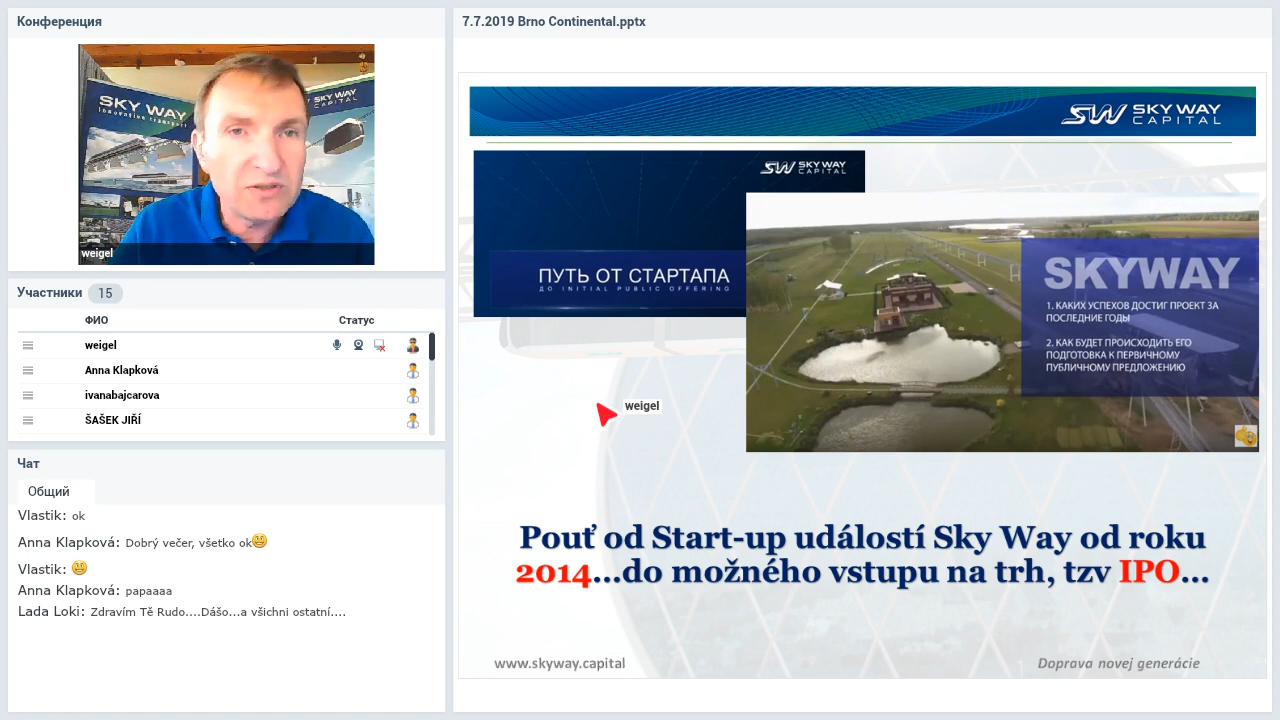 Конференция
SKY WAY
innovative transport
SKY WAY
CAPITAL
weigel
Участники 15
ФИО Статус
weigel
Anna Klapková
ivanabajcarova
ŠAŠEK JIŘÍ
Чат
Общий
Vlastik: ok
Anna Klapková: Dobrý večer, všetko ok
Vlastik:
Anna Klapková: papaaaa
Lada Loki: Zdravím Tě Rudo....Dášo...a všichni ostatní....
7.7.2019 Brno Continental.pptx
SW SKY WAY
CAPITAL
SW SKY WAY
CAPITAL
ПУТЬ ОТ СТАРТАПА
ДО INITIAL PUBLIC OFFERING
SKYWAY
1. КАКИХ УСПЕХОВ ДОСТИГ ПРОЕКТ ЗА
ПОСЛЕДНИЕ ГОДЫ
2. КАК БУДЕТ ПРОИСХОДИТЬ ЕГО
ПОДГОТОВКА К ПЕРВИЧНОМУ
ПУБЛИЧНОМУ ПРЕДЛОЖЕНИЮ
weigel
Pouť od Start-up událostí Sky Way od roku
2014...do možného vstupu na trh, tzv IPO...
www.skyway.capital
Doprava novej generácie